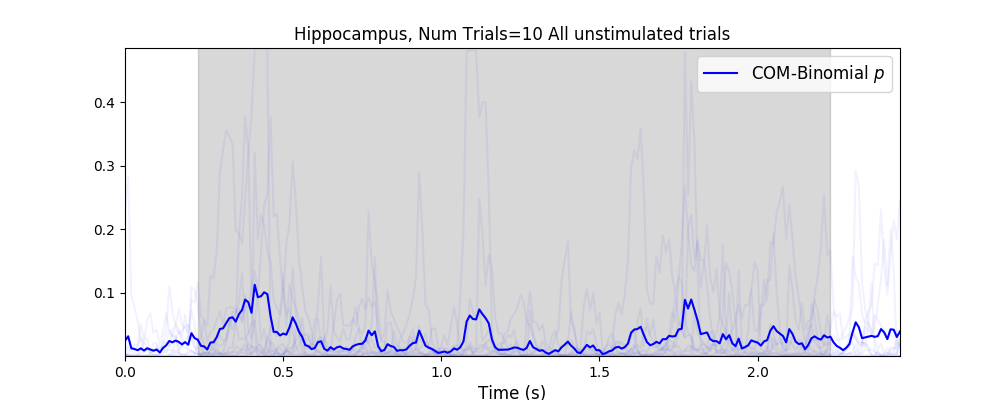 Hippocampus, Num Trials=10 All unstimulated trials
COM-Binomial p
0.4
0.3
0.2
0.1
0.0 0.5 1.0 1.5 2.0
Time (s)